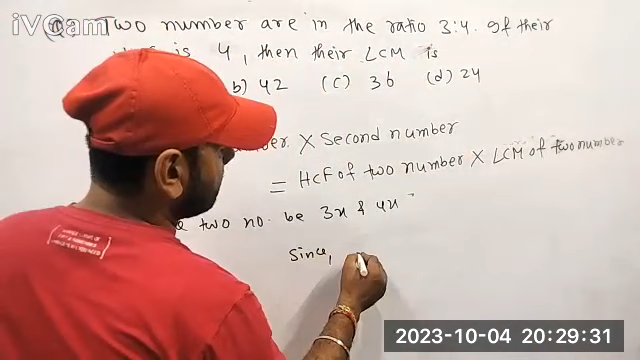 iVCam
Two number are in the ratio 3:4. If their
is 4, then their LCM is
b) 42 (c) 36 (d) 24
X Second number
= HCF of two number X LCM of two number
two no. be 3x & 4x
Since,
2023-10-04 20:29:31